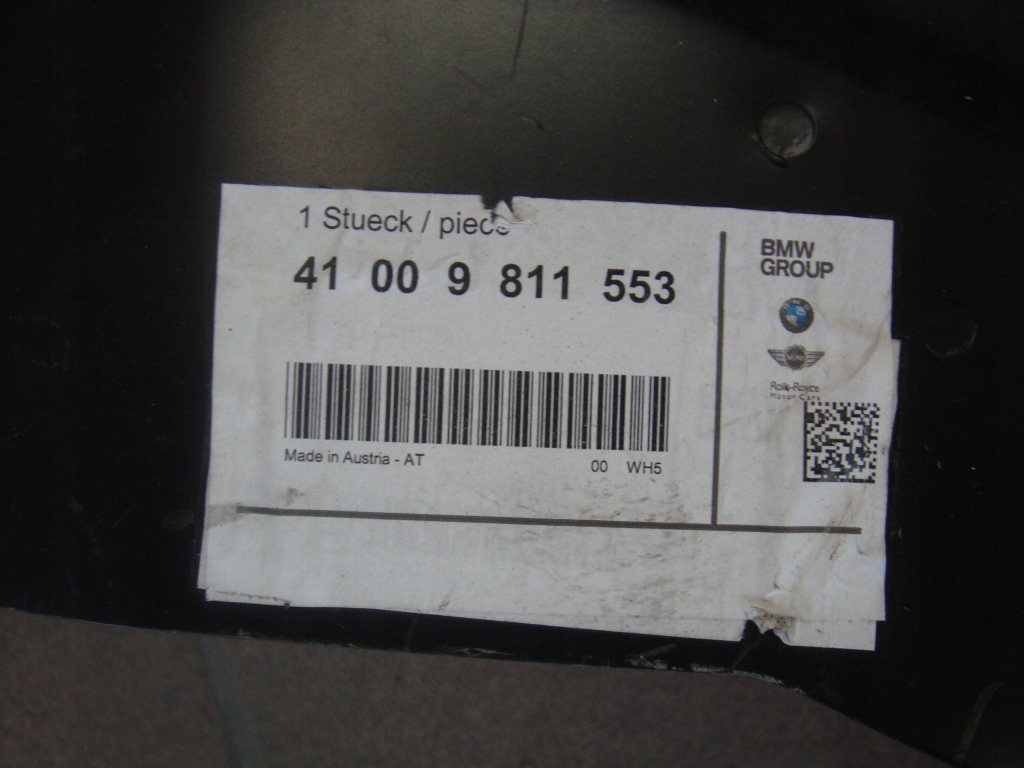 1 Stueck / piece
41 00 9 811 553
Made in Austria - AT 00 WH5
BMW
GROUP
MINI
Rolls-Royce
Motor Cars